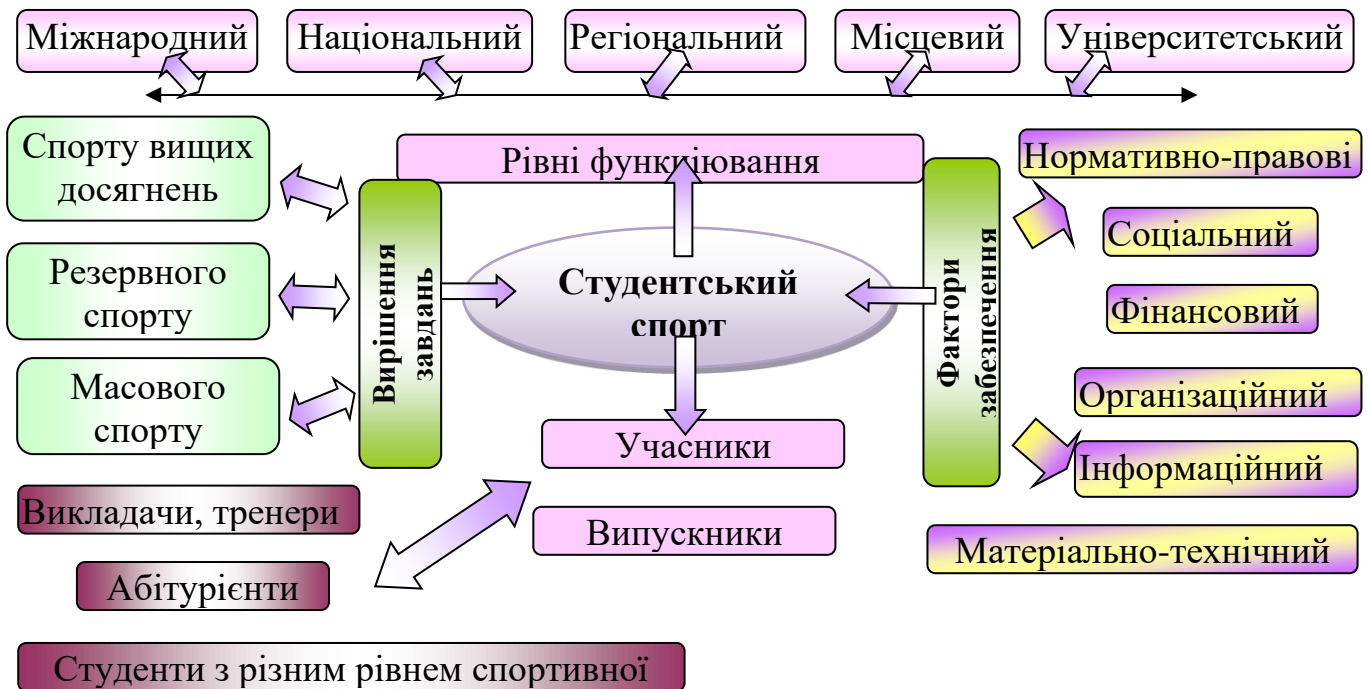 Міжнародний
Національний
Регіональний
Місцевий
Університетський
Спорту вищих
досягнень
Рівні функціювання
Нормативно-правові
Соціальний
Резервного
спорту
Вирішення
завдань
Студентський
спорт
Фактори
забезпечення
Фінансовий
Масового
спорту
Організаційний
Учасники
Інформаційний
Викладачи, тренери
Випускники
Матеріально-технічний
Абітурієнти
Студенти з різним рівнем спортивної